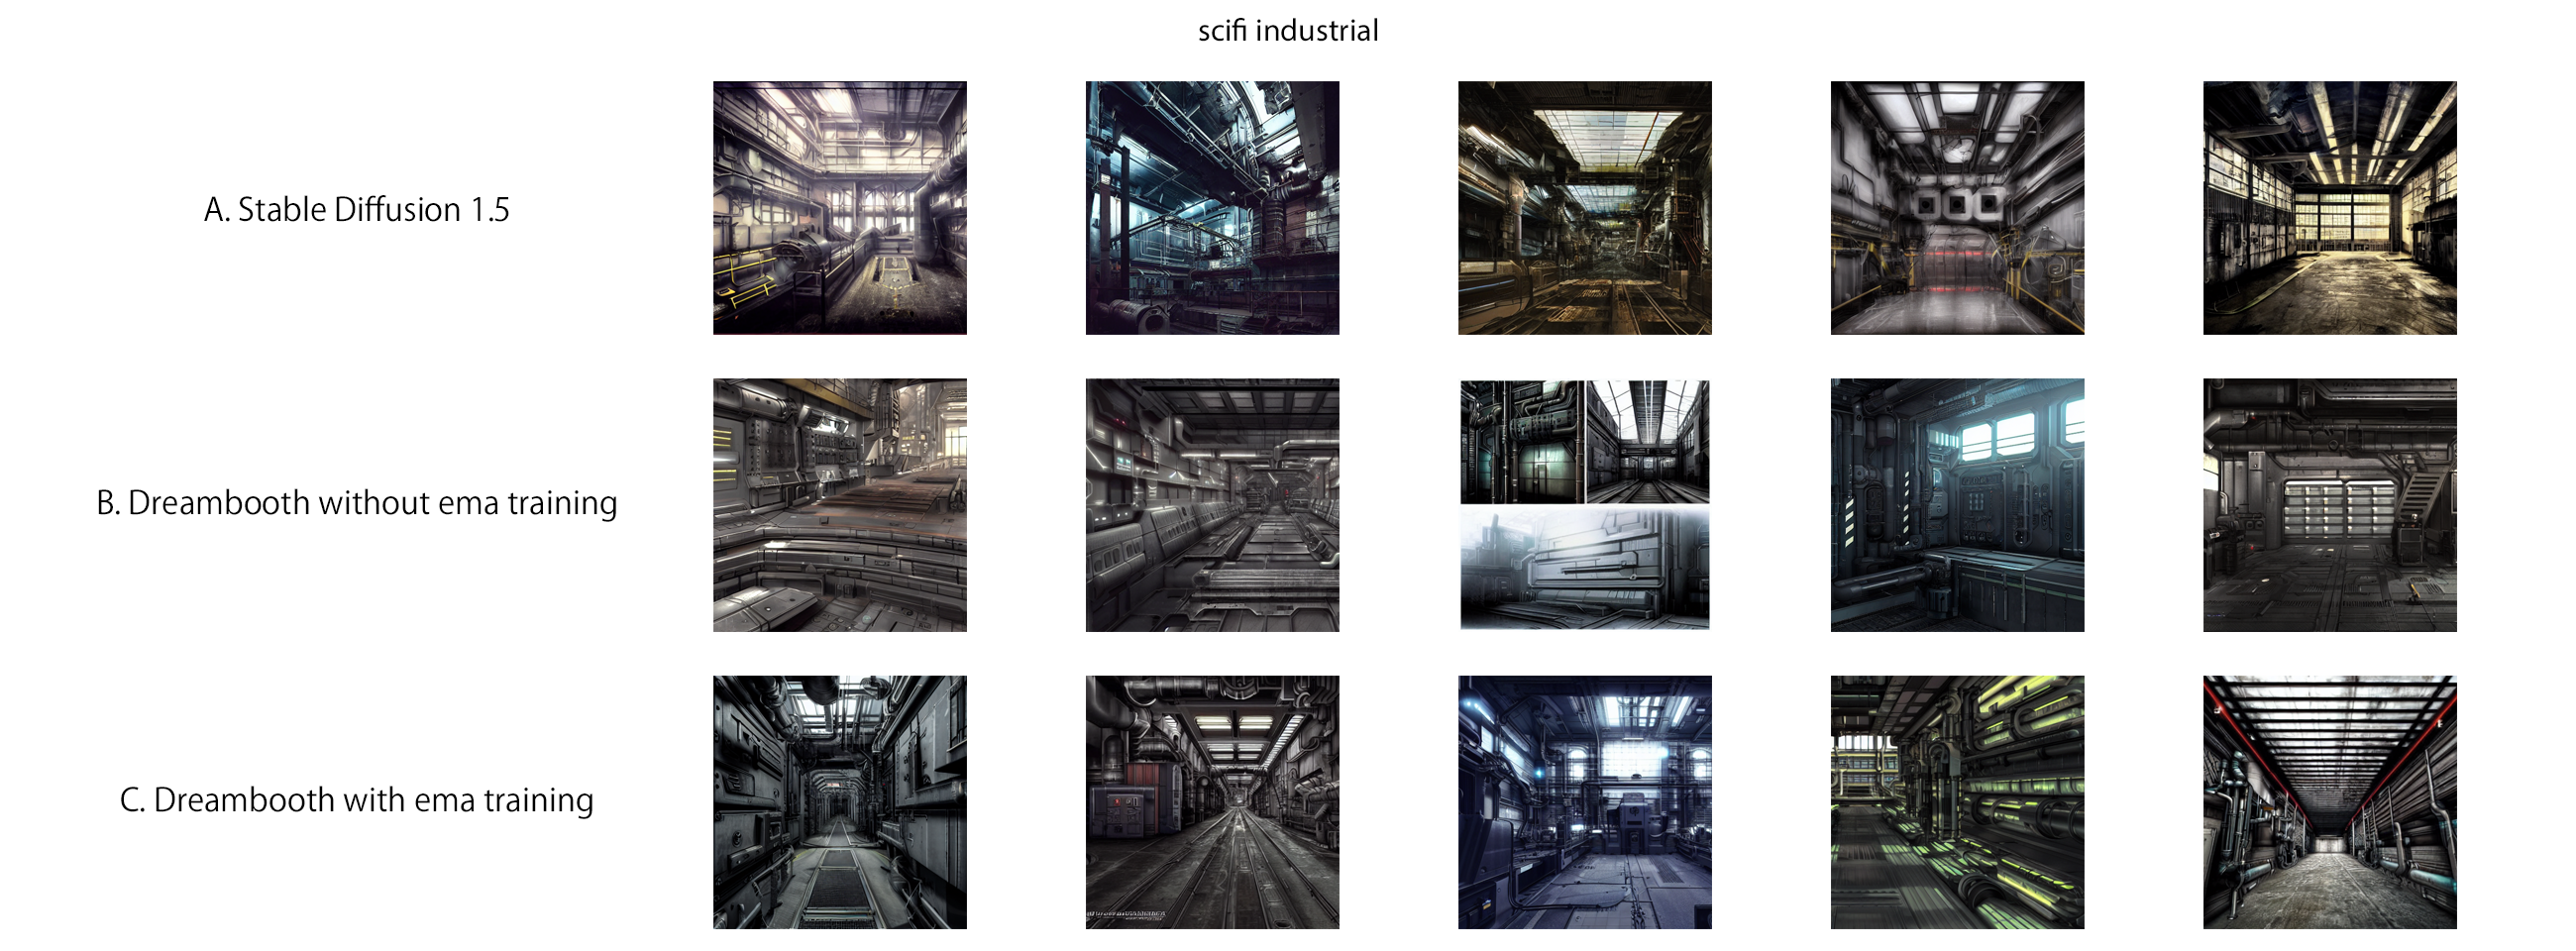 scifi industrial
A. Stable Diffusion 1.5
B. Dreambooth without ema training
C. Dreambooth with ema training